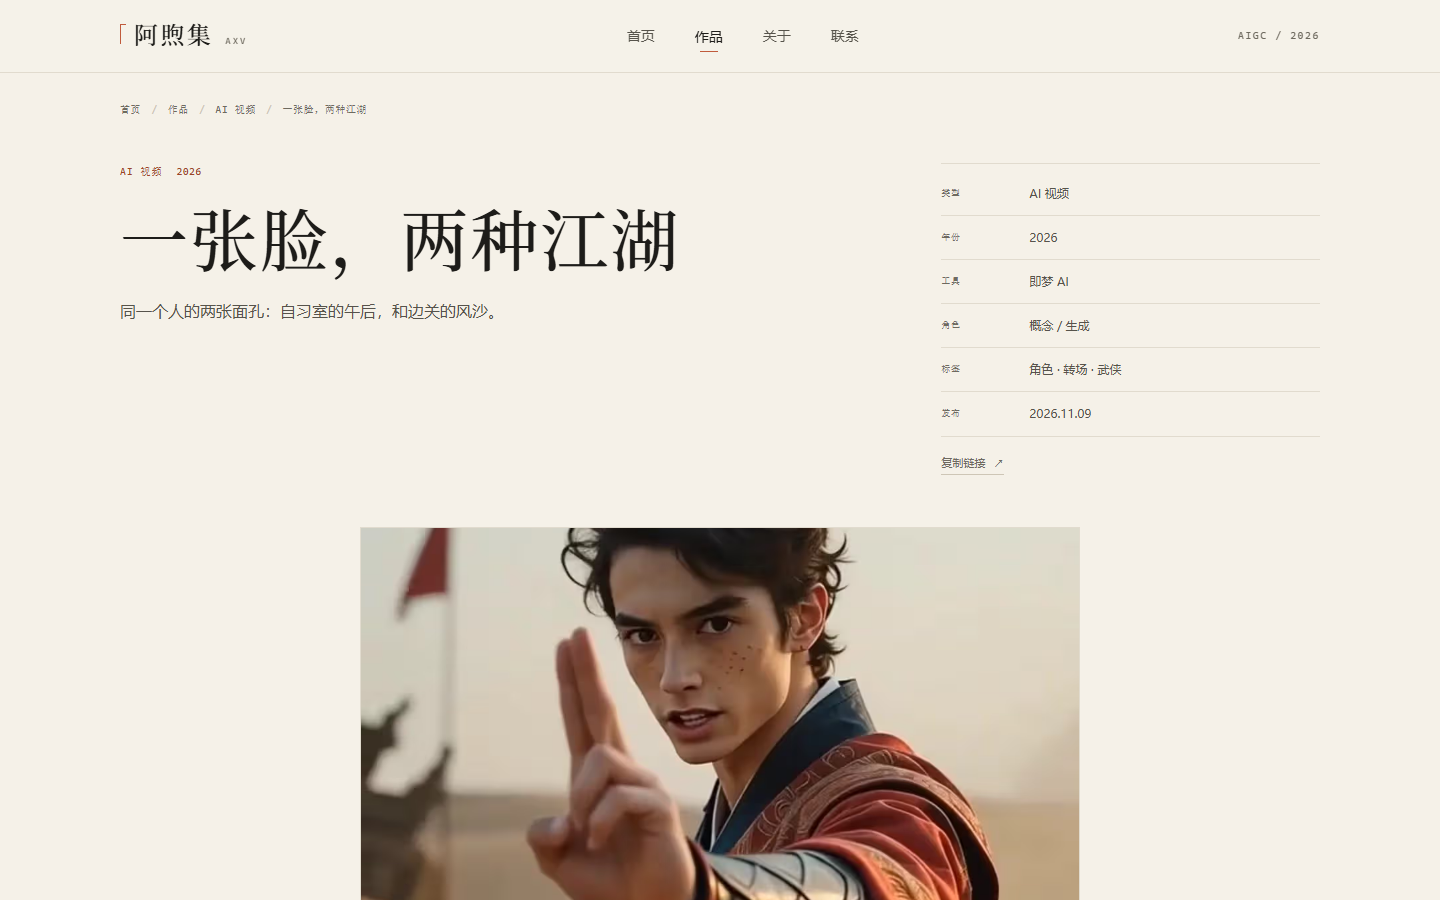 阿煦集 AXV
首页 作品 关于 联系
AIGC / 2026
首页 / 作品 / AI 视频 / 一张脸，两种江湖
AI 视频 2026
一张脸，两种江湖
同一个人的两张面孔：自习室的午后，和边关的风沙。
类型 AI 视频
年份 2026
工具 即梦 AI
角色 概念 / 生成
标签 角色 · 转场 · 武侠
发布 2026.11.09
复制链接 ↗